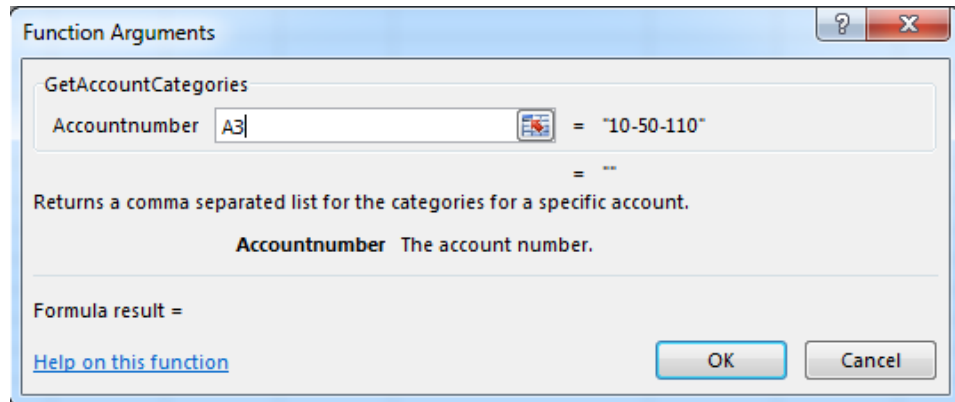 Function Arguments
?
X
GetAccountCategories
Accountnumber A3 = "10-50-110"
= ""
Returns a comma separated list for the categories for a specific account.
Accountnumber The account number.
Formula result =
Help on this function
OK Cancel